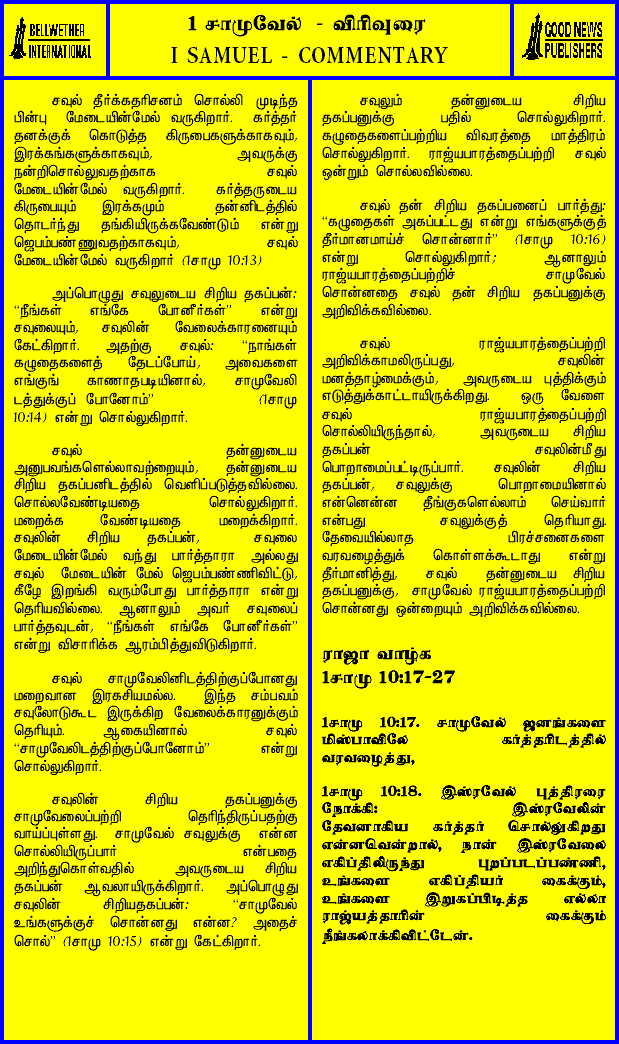 BELLWETHER
INTERNATIONAL
1 சாமுவேல் - விரிவுரை
I SAMUEL - COMMENTARY
GOOD NEWS
PUBLISHERS
சவுல் தீர்க்கதரிசனம் சொல்லி முடிந்த
பின்பு மேடையின்மேல் வருகிறார். கர்த்தர்
தனக்குக் கொடுத்த கிருபைகளுக்காகவும்,
இரக்கங்களுக்காகவும், அவருக்கு
நன்றிசொல்லுவதற்காக சவுல்
மேடையின்மேல் வருகிறார். கர்த்தருடைய
கிருபையும் இரக்கமும் தன்னிடத்தில்
தொடர்ந்து தங்கியிருக்கவேண்டும் என்று
ஜெபம்பண்ணுவதற்காகவும், சவுல்
மேடையின்மேல் வருகிறார் (1சாமு 10:13)
அப்பொழுது சவுலுடைய சிறிய தகப்பன்:
“நீங்கள் எங்கே போனீர்கள்” என்று
சவுலையும், சவுலின் வேலைக்காரனையும்
கேட்கிறார். அதற்கு சவுல்: “நாங்கள்
கழுதைகளைத் தேடப்போய், அவைகளை
எங்குங் காணாதபடியினால், சாமுவேலி
டத்துக்குப் போனோம்” (1சாமு
10:14) என்று சொல்லுகிறார்.
சவுல் தன்னுடைய
அனுபவங்களெல்லாவற்றையும், தன்னுடைய
சிறிய தகப்பனிடத்தில் வெளிப்படுத்தவில்லை.
சொல்லவேண்டியதை சொல்லுகிறார்.
மறைக்க வேண்டியதை மறைக்கிறார்.
சவுலின் சிறிய தகப்பன், சவுலை
மேடையின்மேல் வந்து பார்த்தாரா அல்லது
சவுல் மேடையின் மேல் ஜெபம்பண்ணிவிட்டு,
கீழே இறங்கி வரும்போது பார்த்தாரா என்று
தெரியவில்லை. ஆனாலும் அவர் சவுலைப்
பார்த்தவுடன், “நீங்கள் எங்கே போனீர்கள்”
என்று விசாரிக்க ஆரம்பித்துவிடுகிறார்.
சவுல் சாமுவேலினிடத்திற்குப்போனது
மறைவான இரகசியமல்ல. இந்த சம்பவம்
சவுலோடுகூட இருக்கிற வேலைக்காரனுக்கும்
தெரியும். ஆகையினால் சவுல்
“சாமுவேலிடத்திற்குப்போனோம்” என்று
சொல்லுகிறார்.
சவுலின் சிறிய தகப்பனுக்கு
சாமுவேலைப்பற்றி தெரிந்திருப்பதற்கு
வாய்ப்புள்ளது. சாமுவேல் சவுலுக்கு என்ன
சொல்லியிருப்பார் என்பதை
அறிந்துகொள்வதில் அவருடைய சிறிய
தகப்பன் ஆவலாயிருக்கிறார். அப்பொழுது
சவுலின் சிறியதகப்பன்: “சாமுவேல்
உங்களுக்குச் சொன்னது என்ன? அதைச்
சொல்” (1சாமு 10:15) என்று கேட்கிறார்.
சவுலும் தன்னுடைய சிறிய
தகப்பனுக்கு பதில் சொல்லுகிறார்.
கழுதைகளைப்பற்றிய விவரத்தை மாத்திரம்
சொல்லுகிறார். ராஜ்யபாரத்தைப்பற்றி சவுல்
ஒன்றும் சொல்லவில்லை.
சவுல் தன் சிறிய தகப்பனைப் பார்த்து:
“கழுதைகள் அகப்பட்டது என்று எங்களுக்குத்
தீர்மானமாய்ச் சொன்னார்” (1சாமு 10:16)
என்று சொல்லுகிறார்; ஆனாலும்
ராஜ்யபாரத்தைப்பற்றிச் சாமுவேல்
சொன்னதை சவுல் தன் சிறிய தகப்பனுக்கு
அறிவிக்கவில்லை.
சவுல் ராஜ்யபாரத்தைப்பற்றி
அறிவிக்காமலிருப்பது, சவுலின்
மனத்தாழ்மைக்கும், அவருடைய புத்திக்கும்
எடுத்துக்காட்டாயிருக்கிறது. ஒரு வேளை
சவுல் ராஜ்யபாரத்தைப்பற்றி
சொல்லியிருந்தால், அவருடைய சிறிய
தகப்பன் சவுலின்மீது
பொறாமைப்பட்டிருப்பார். சவுலின் சிறிய
தகப்பன், சவுலுக்கு பொறாமையினால்
என்னென்ன தீங்குகளெல்லாம் செய்வார்
என்பது சவுலுக்குத் தெரியாது.
தேவையில்லாத பிரச்சனைகளை
வரவழைத்துக் கொள்ளக்கூடாது என்று
தீர்மானித்து, சவுல் தன்னுடைய சிறிய
தகப்பனுக்கு, சாமுவேல் ராஜ்யபாரத்தைப்பற்றி
சொன்னது ஒன்றையும் அறிவிக்கவில்லை.
ராஜா வாழ்க
1சாமு 10:17-27
1சாமு 10:17. சாமுவேல் ஜனங்களை
மிஸ்பாவிலே கர்த்தரிடத்தில்
வரவழைத்து,
1சாமு 10:18. இஸ்ரவேல் புத்திரரை
நோக்கி: இஸ்ரவேலின்
தேவனாகிய கர்த்தர் சொல்லுகிறது
என்னவென்றால், நான் இஸ்ரவேலை
எகிப்திலிருந்து புறப்படப்பண்ணி,
உங்களை எகிப்தியர் கைக்கும்,
உங்களை இறுகப்பிடித்த எல்லா
ராஜ்யத்தாரின் கைக்கும்
நீங்கலாக்கிவிட்டேன்.